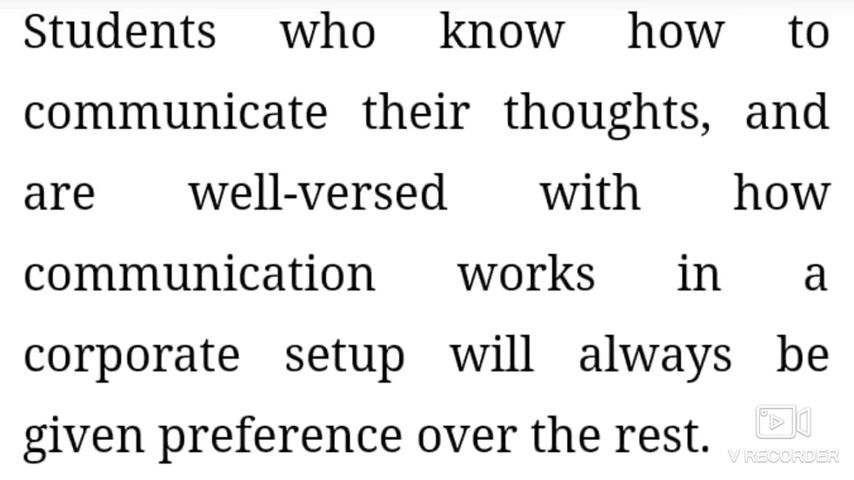 Students who know how to
communicate their thoughts, and
are well-versed with how
communication works in a
corporate setup will always be
given preference over the rest.
V RECORDER